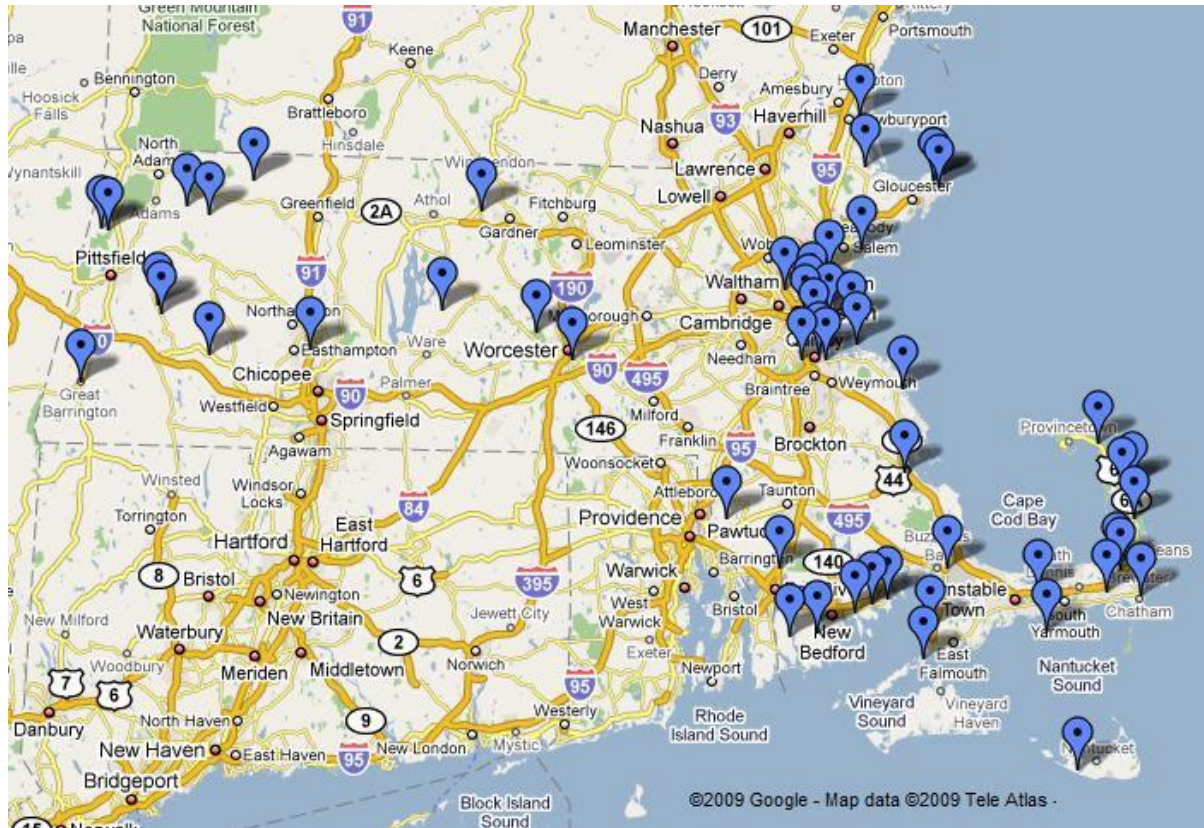 Green Mountain
National Forest
91
Keene
Manchester
101
Exeter
Portsmouth
Bennington
Hoosick
Falls
Brattleboro
Hinsdale
Derry
Amesbury
93
Nashua
Haverhill
North
Adams
Greenfield
2A
Athol
Gardner
Fitchburg
Leominster
Lawrence
Lowell
95
Gloucester
Salem
Pittsfield
91
190
Waltham
Cambridge
Easthampton
Ware
Worcester
90
495
Needham
Braintree
Weymouth
Great
Barrington
Chicopee
90
Palmer
Westfield
Springfield
Agawam
146
Milford
Franklin
95
Brockton
Provincetown
6
Woonsocket
Winsted
Windsor
Locks
84
44
Taunton
Cape
Cod Bay
Torrington
East
Hartford
Hartford
Providence
495
Barrington
140
8
Bristol
6
395
Warwick
Newington
New Britain
Jewett City
West
Warwick
Bristol
New
Bedford
Town
South
Yarmouth
Chatham
New Milford
Waterbury
Woodbury
Meriden
Middletown
2
Norwich
Exeter
Newport
East
Falmouth
Nantucket
Sound
7
6
95
Danbury
North Haven
9
Westerly
Rhode
Island Sound
Vineyard
Sound
Vineyard
Haven
New Haven
East Haven
95
New London
Mystic
Bridgeport
Block Island
Sound
©2009 Google - Map data ©2009 Tele Atlas -